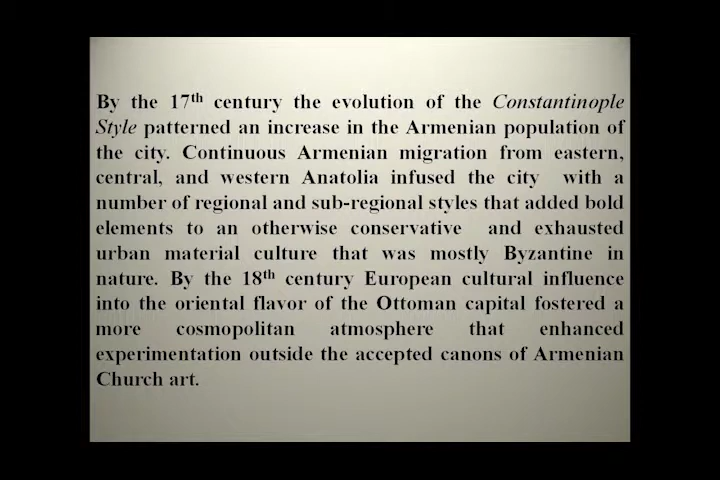 By the 17th century the evolution of the Constantinople
Style patterned an increase in the Armenian population of
the city. Continuous Armenian migration from eastern,
central, and western Anatolia infused the city with a
number of regional and sub-regional styles that added bold
elements to an otherwise conservative and exhausted
urban material culture that was mostly Byzantine in
nature. By the 18th century European cultural influence
into the oriental flavor of the Ottoman capital fostered a
more cosmopolitan atmosphere that enhanced
experimentation outside the accepted canons of Armenian
Church art.